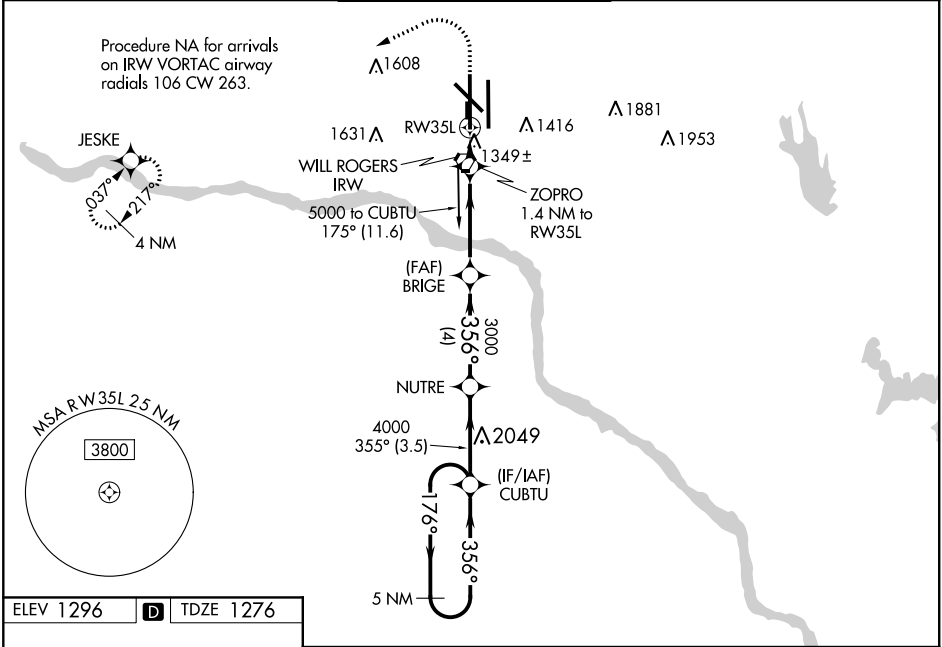 Procedure NA for arrivals
on IRW VORTAC airway
radials 106 CW 263.
1608
JESKE
037°
217°
4 NM
1631
RW35L
1416
1881
1953
1349±
WILL ROGERS
IRW
ZOPRO
1.4 NM to
RW35L
5000 to CUBTU
175° (11.6)
(FAF)
BRIGE
3000
356°
(4)
NUTRE
4000
355° (3.5)
2049
(IF/IAF)
CUBTU
176°
356°
5 NM
MSA RW35L 25 NM
3800
ELEV 1296 D TDZE 1276